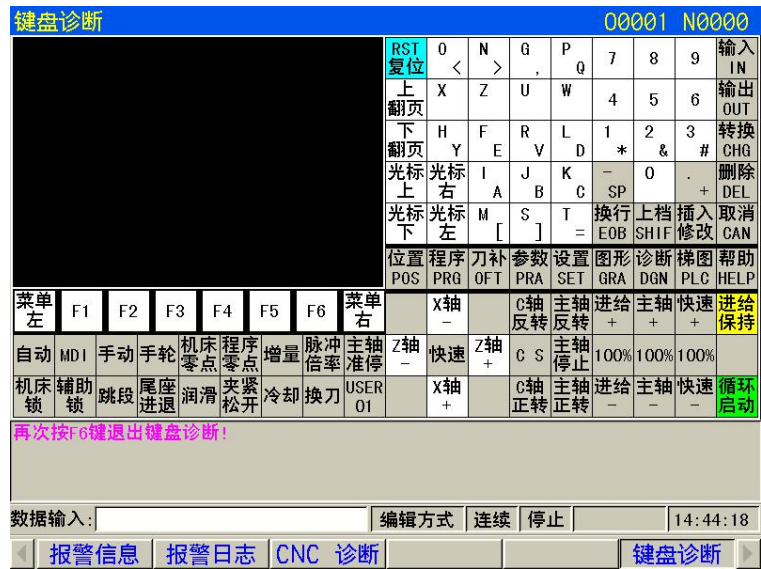 键盘诊断 O0001 N0000
RST 0 N G P 7 8 9 输入
复位 < > , Q IN
上 X Z U W 4 5 6 输出
翻页 OUT
下 H F R L 1 2 3 转换
翻页 Y E V D * & # CHG
光标 光标 I J K - 0 . 删除
上 右 A B C SP + DEL
光标 光标 M S T 换行 上档 插入 取消
下 左 [ ] = EOB SHIF 修改 CAN
位置 程序 刀补 参数 设置 图形 诊断 梯图 帮助
POS PRG OFT PRA SET GRA DGN PLC HELP
菜单 F1 F2 F3 F4 F5 F6 菜单 X轴 C轴 主轴 进给 主轴 快速 进给
左 右 - 反转 反转 + + + 保持
自动 MDI 手动 手轮 机床 程序 增量 脉冲 主轴 Z轴 快速 Z轴 C S 主轴 100% 100% 100%
零点 零点 倍率 准停 - + 停止
机床 辅助 跳段 尾座 润滑 夹紧 冷却 换刀 USER X轴 C轴 主轴 进给 主轴 快速 循环
锁 锁 进退 松开 01 + 正转 正转 - - - 启动
再次按F6键退出键盘诊断!
数据输入: 编辑方式 连续 停止 14:44:18
报警信息 报警日志 CNC 诊断 键盘诊断